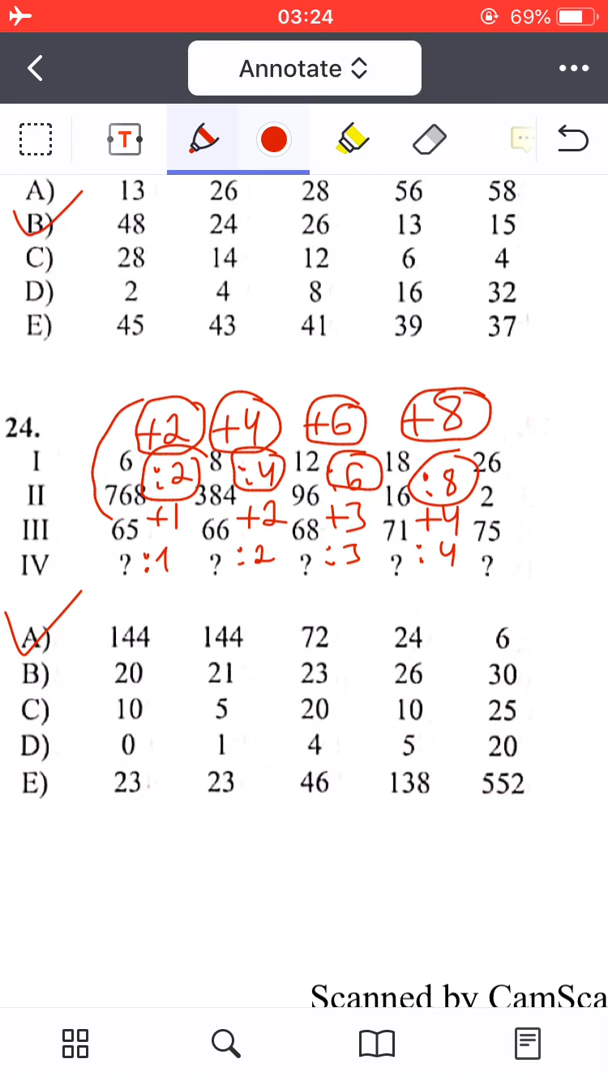 03:24 69%
Annotate
T
A) 13 26 28 56 58
B) 48 24 26 13 15
C) 28 14 12 6 4
D) 2 4 8 16 32
E) 45 43 41 39 37
+2 +4 +6 +8
24.
I 6 8 12 18 26
:2 :4 :6 :8
II 768 384 96 16 2
+1 +2 +3 +4
III 65 66 68 71 75
IV ? :1 ? :2 ? :3 ? :4 ?
A) 144 144 72 24 6
B) 20 21 23 26 30
C) 10 5 20 10 25
D) 0 1 4 5 20
E) 23 23 46 138 552
Scanned by CamSca